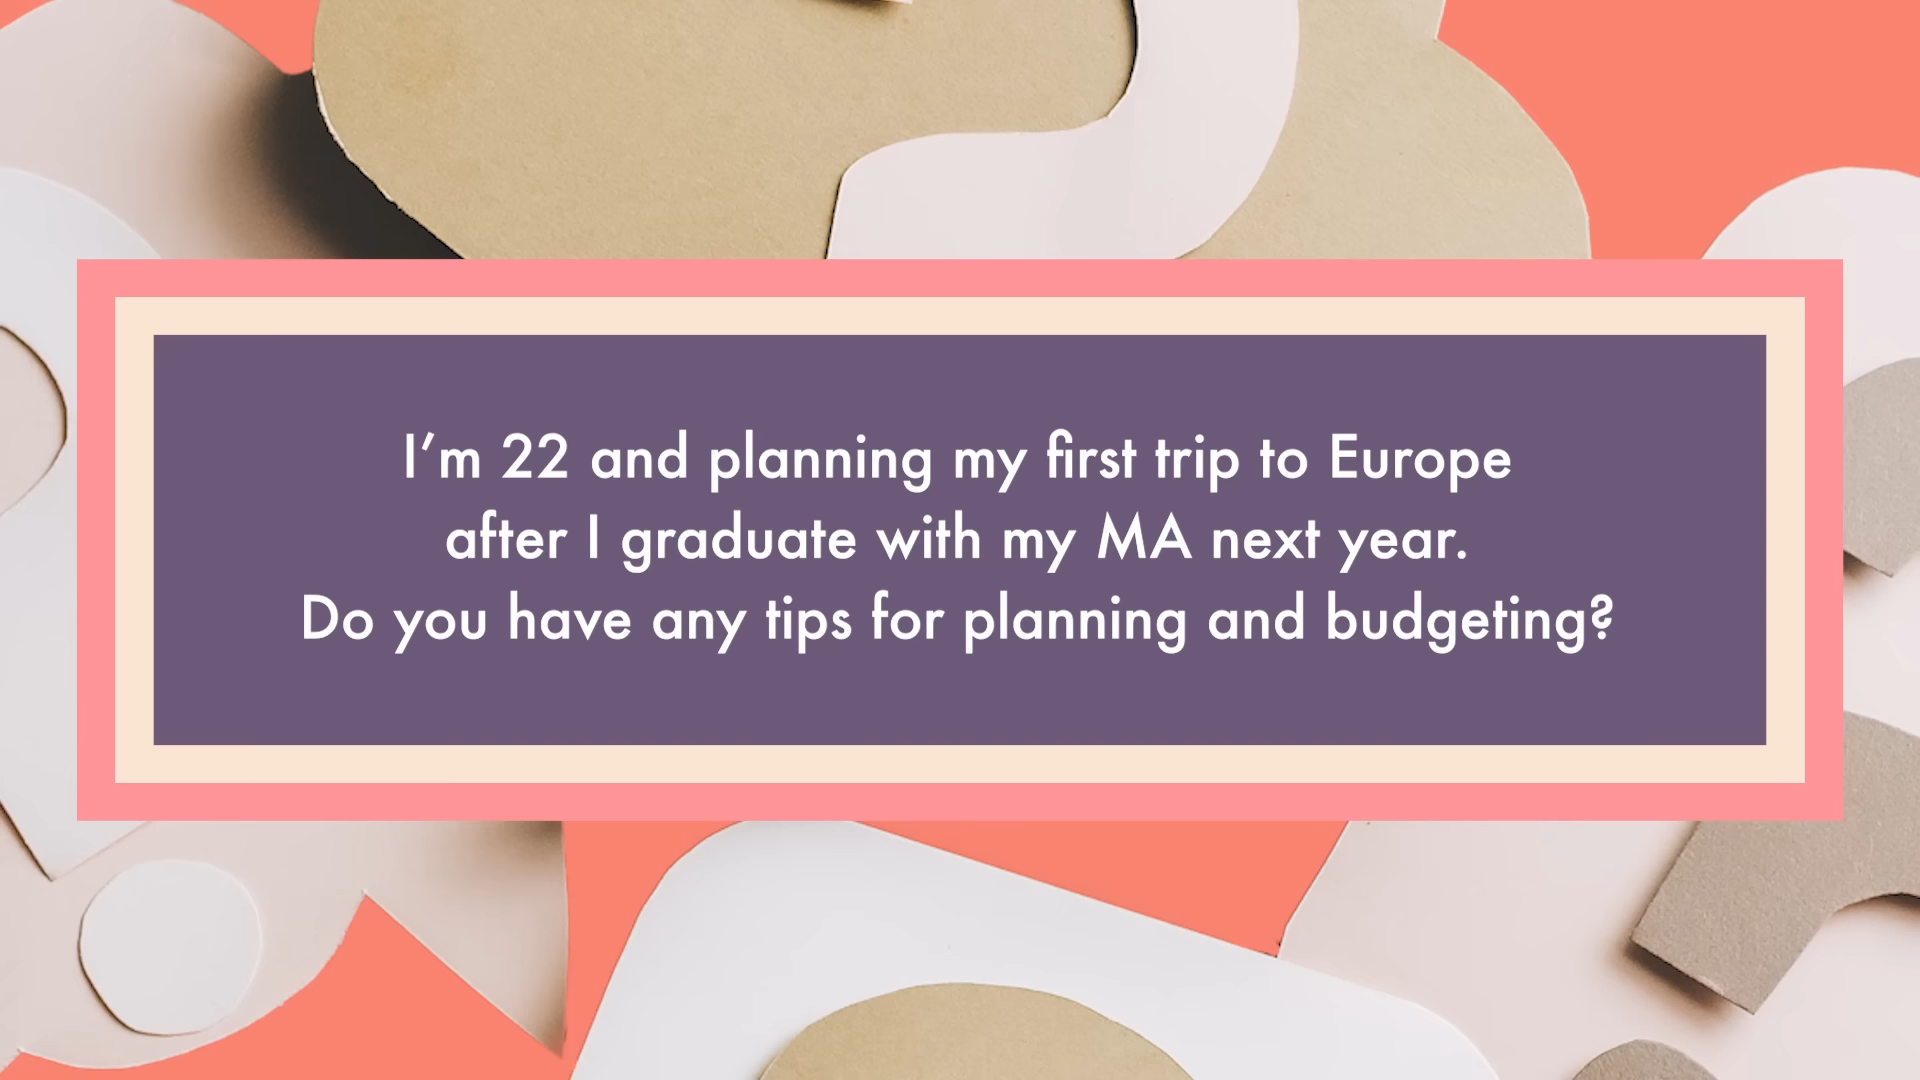 I’m 22 and planning my first trip to Europe
after I graduate with my MA next year.
Do you have any tips for planning and budgeting?